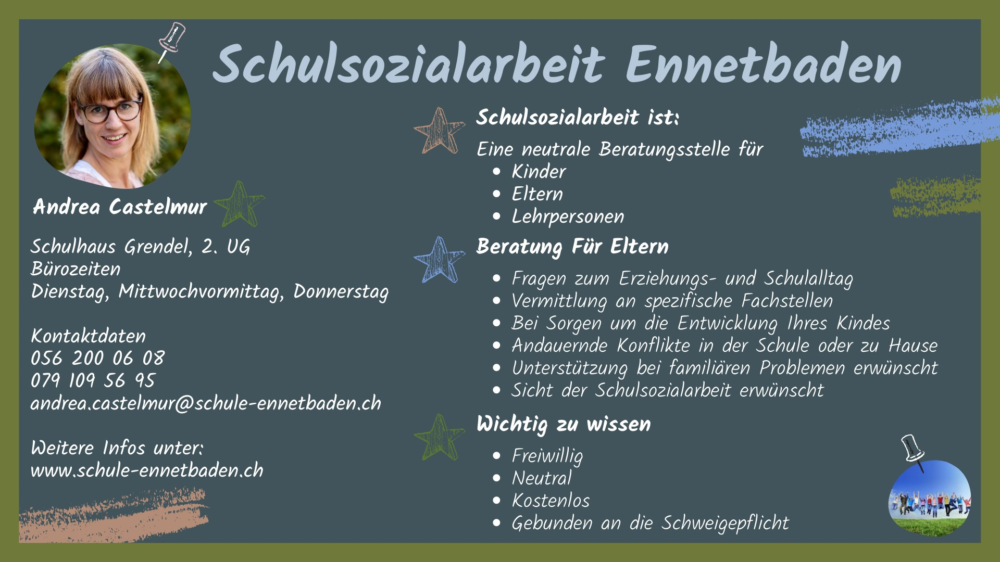 Schulsozialarbeit Ennetbaden
Andrea Castelmur
Schulhaus Grendel, 2. UG
Bürozeiten
Dienstag, Mittwochvormittag, Donnerstag
Kontaktdaten
056 200 06 08
079 109 56 95
andrea.castelmur@schule-ennetbaden.ch
Weitere Infos unter:
www.schule-ennetbaden.ch
Schulsozialarbeit ist:
Eine neutrale Beratungsstelle für
• Kinder
• Eltern
• Lehrpersonen
Beratung Für Eltern
• Fragen zum Erziehungs- und Schulalltag
• Vermittlung an spezifische Fachstellen
• Bei Sorgen um die Entwicklung Ihres Kindes
• Andauernde Konflikte in der Schule oder zu Hause
• Unterstützung bei familiären Problemen erwünscht
• Sicht der Schulsozialarbeit erwünscht
Wichtig zu wissen
• Freiwillig
• Neutral
• Kostenlos
• Gebunden an die Schweigepflicht